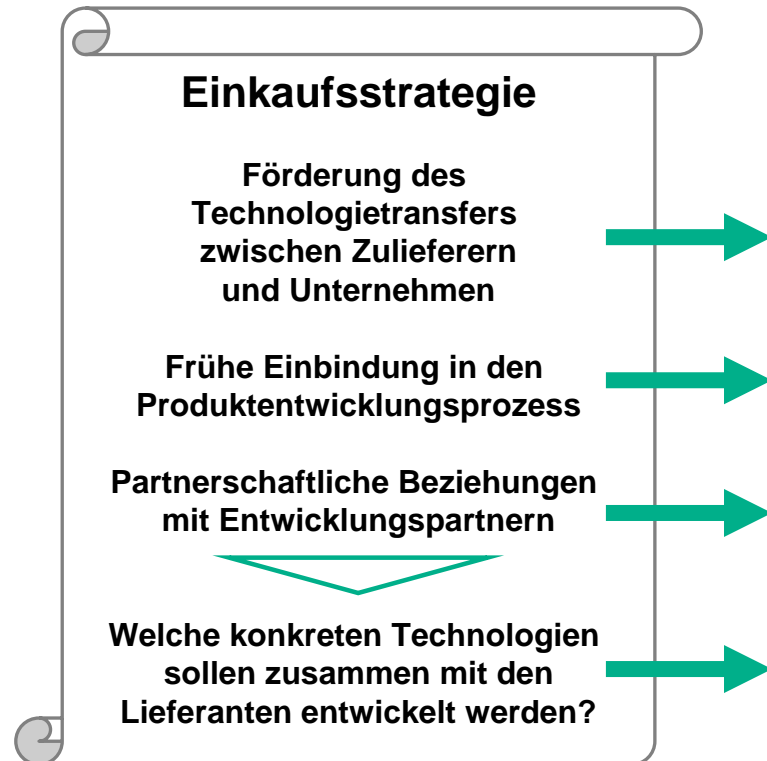 Einkaufsstrategie
Förderung des
Technologietransfers
zwischen Zulieferern
und Unternehmen
Frühe Einbindung in den
Produktentwicklungsprozess
Partnerschaftliche Beziehungen
mit Entwicklungspartnern
Welche konkreten Technologien
sollen zusammen mit den
Lieferanten entwickelt werden?